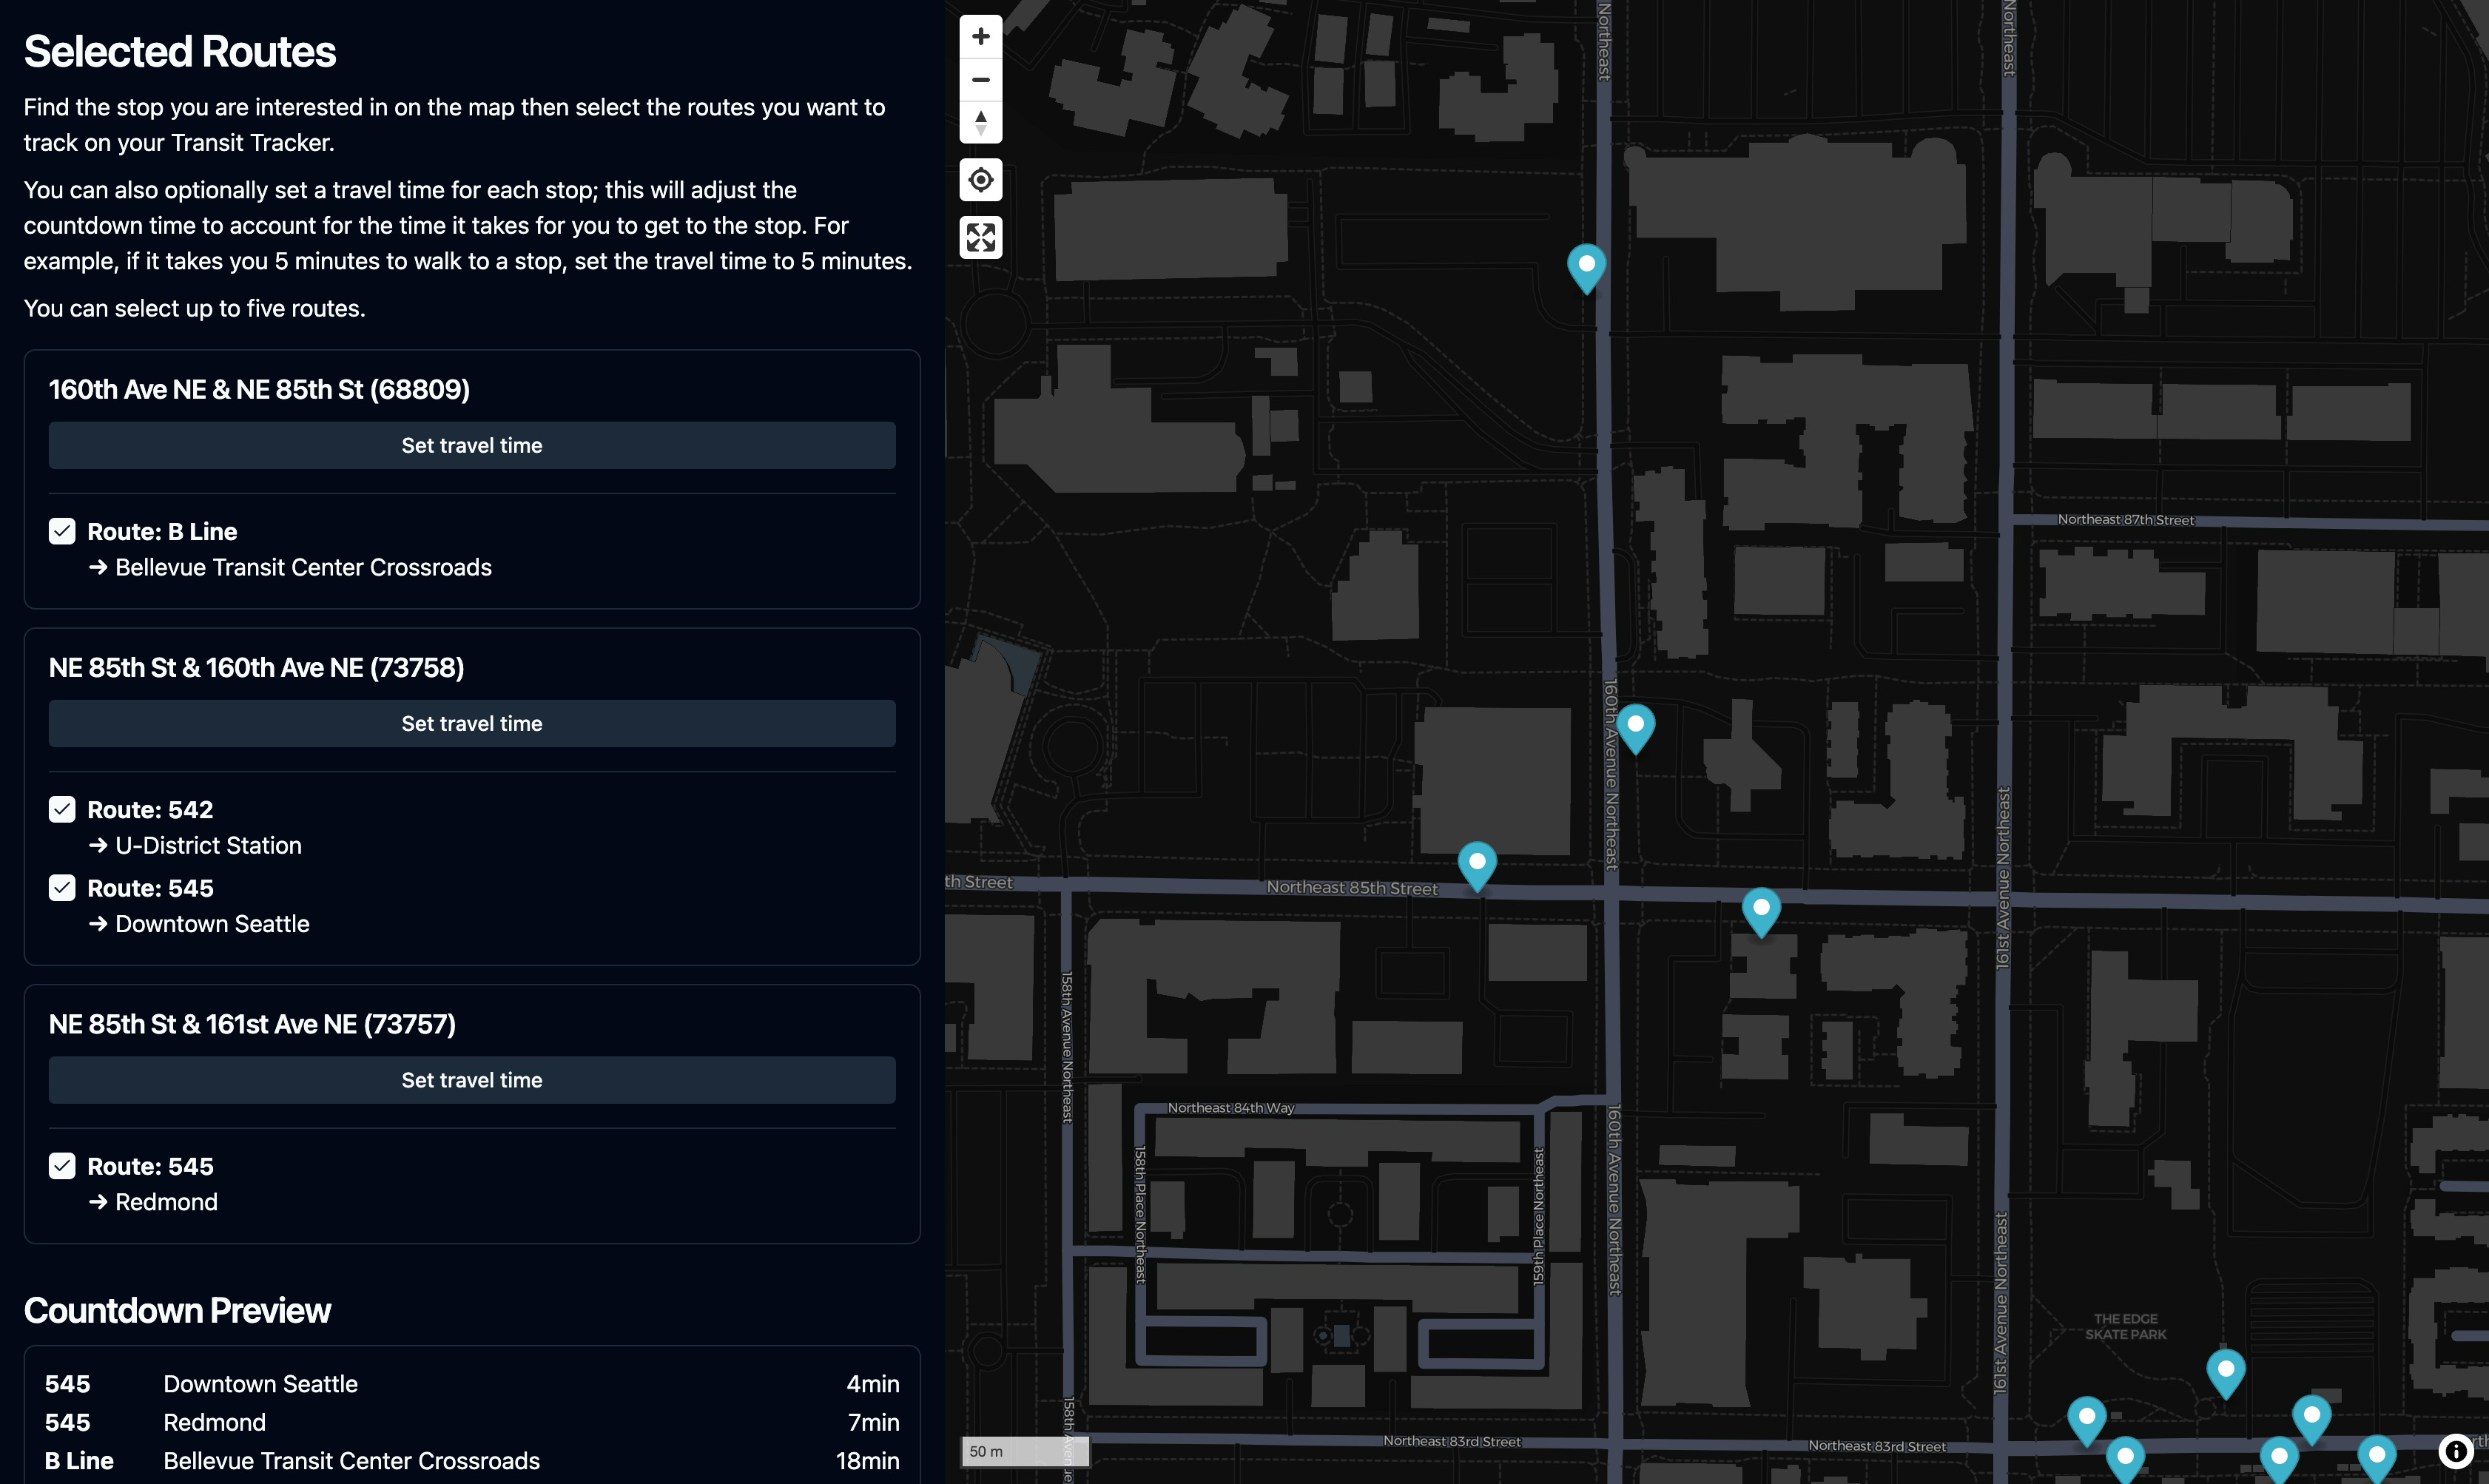 Selected Routes
Find the stop you are interested in on the map then select the routes you want to
track on your Transit Tracker.
You can also optionally set a travel time for each stop; this will adjust the
countdown time to account for the time it takes for you to get to the stop. For
example, if it takes you 5 minutes to walk to a stop, set the travel time to 5 minutes.
You can select up to five routes.
160th Ave NE & NE 85th St (68809)
Set travel time
Route: B Line
→ Bellevue Transit Center Crossroads
NE 85th St & 160th Ave NE (73758)
Set travel time
Route: 542
→ U-District Station
Route: 545
→ Downtown Seattle
NE 85th St & 161st Ave NE (73757)
Set travel time
Route: 545
→ Redmond
Countdown Preview
545 Downtown Seattle 4min
545 Redmond 7min
B Line Bellevue Transit Center Crossroads 18min
Northeast
Northeast
Northeast 87th Street
160th Avenue Northeast
161st Avenue Northeast
th Street
Northeast 85th Street
158th Avenue Northeast
Northeast 84th Way
158th Place Northeast
159th Place Northeast
160th Avenue Northeast
161st Avenue Northeast
THE EDGE
SKATE PARK
158th Avenue
Northeast 83rd Street
Northeast 83rd Street
50 m